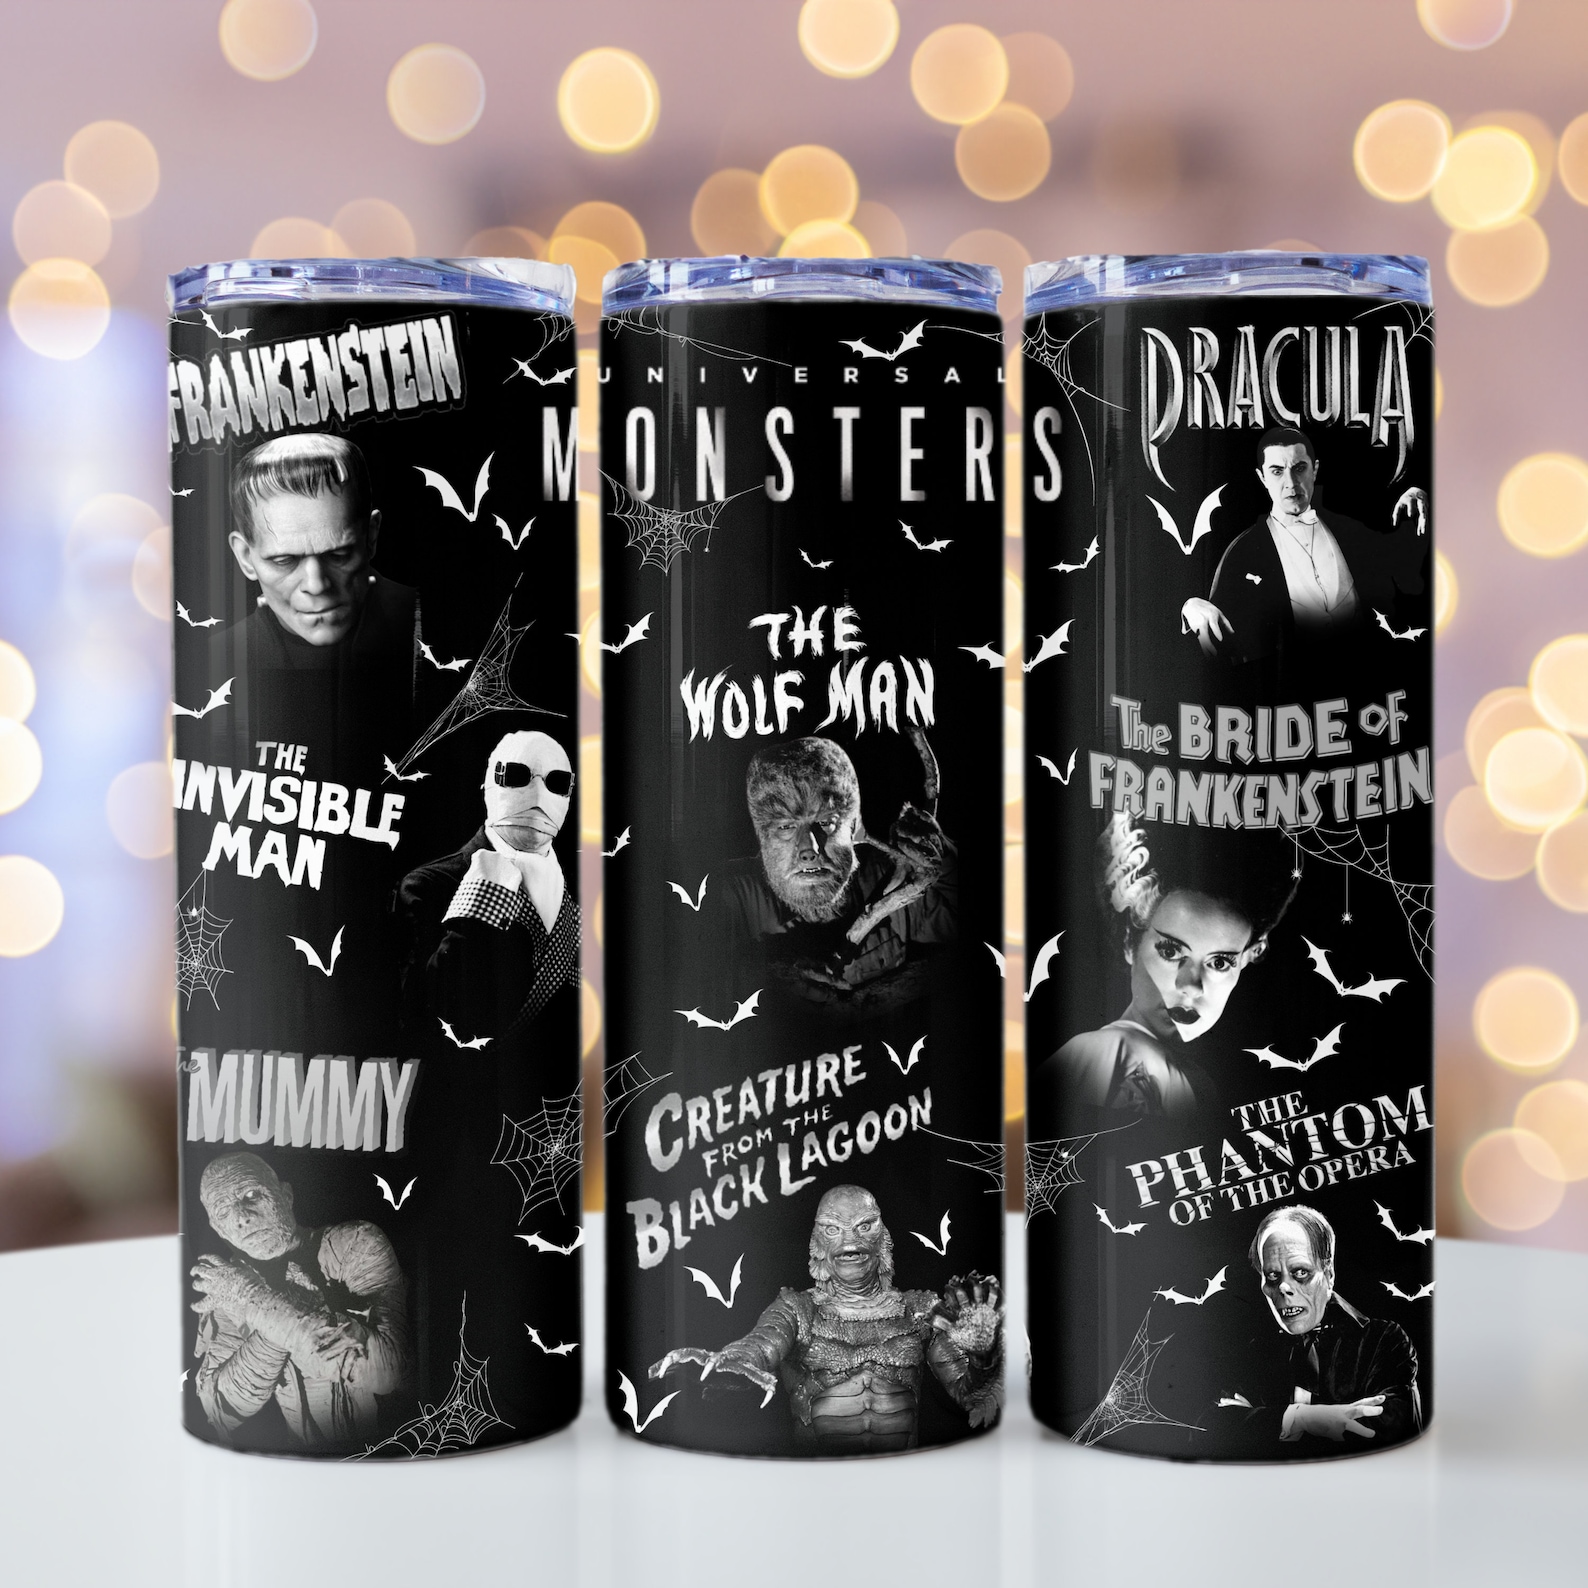 FRANKENSTEIN
THE
INVISIBLE
MAN
The
MUMMY
UNIVERSAL
MONSTERS
THE
WOLF MAN
CREATURE
FROM THE
BLACK LAGOON
DRACULA
The BRIDE OF
FRANKENSTEIN
THE
PHANTOM
OF THE OPERA